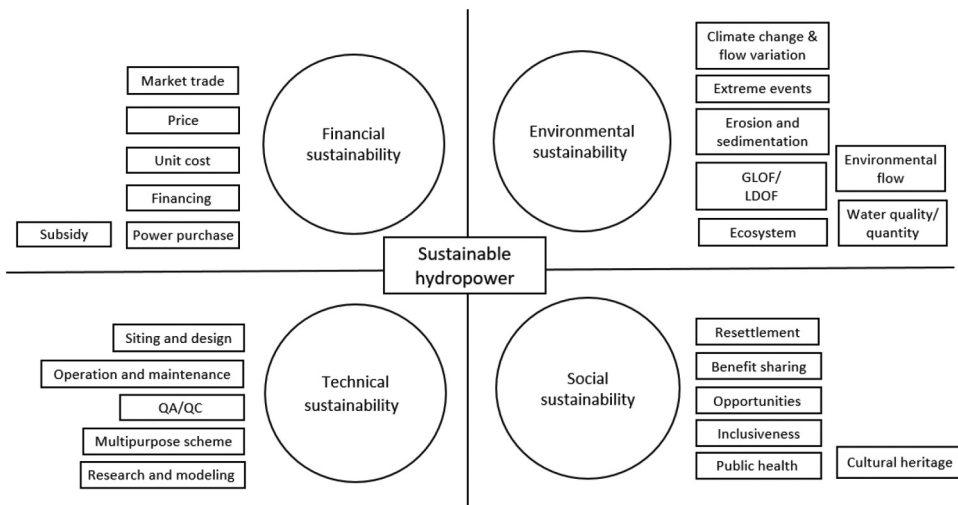 Market trade
Price
Unit cost
Financing
Subsidy
Power purchase
Financial
sustainability
Environmental
sustainability
Climate change &
flow variation
Extreme events
Erosion and
sedimentation
GLOF/
LDOF
Ecosystem
Environmental
flow
Water quality/
quantity
Sustainable
hydropower
Siting and design
Operation and maintenance
QA/QC
Multipurpose scheme
Research and modeling
Technical
sustainability
Social
sustainability
Resettlement
Benefit sharing
Opportunities
Inclusiveness
Public health
Cultural heritage